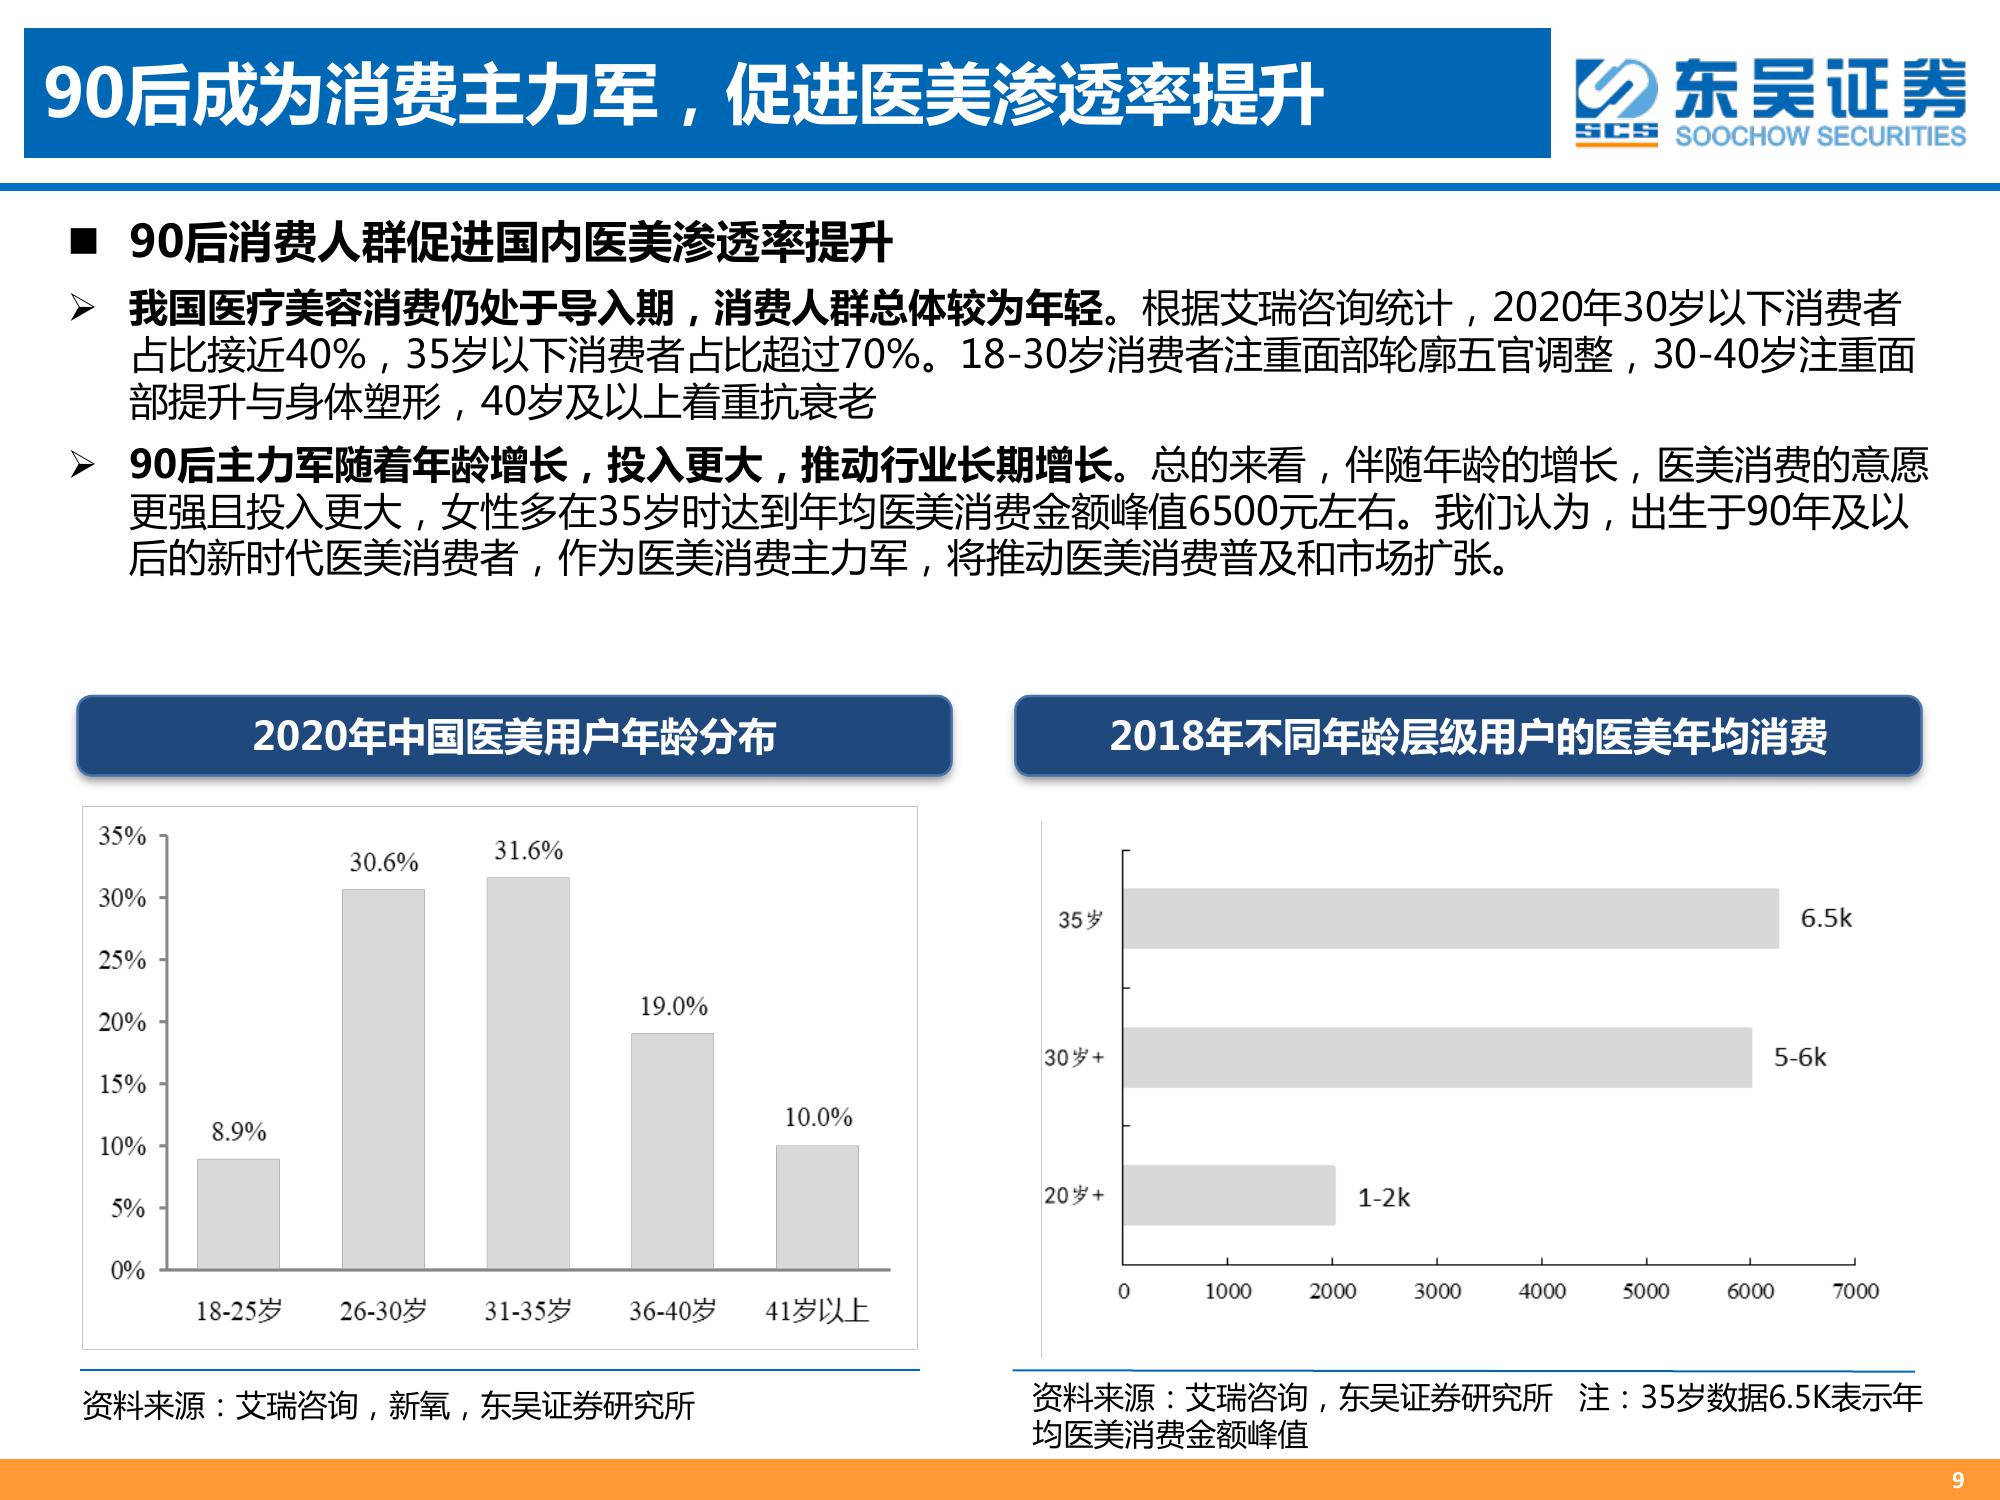 90后成为消费主力军，促进医美渗透率提升
东吴证券
SCS
SOOCHOW SECURITIES
■ 90后消费人群促进国内医美渗透率提升
➢ 我国医疗美容消费仍处于导入期，消费人群总体较为年轻。根据艾瑞咨询统计，2020年30岁以下消费者
占比接近40%，35岁以下消费者占比超过70%。18-30岁消费者注重面部轮廓五官调整，30-40岁注重面
部提升与身体塑形，40岁及以上着重抗衰老
➢ 90后主力军随着年龄增长，投入更大，推动行业长期增长。总的来看，伴随年龄的增长，医美消费的意愿
更强且投入更大，女性多在35岁时达到年均医美消费金额峰值6500元左右。我们认为，出生于90年及以
后的新时代医美消费者，作为医美消费主力军，将推动医美消费普及和市场扩张。
2020年中国医美用户年龄分布
35%
30%
25%
20%
15%
10%
5%
0%
8.9%
30.6%
31.6%
19.0%
10.0%
18-25岁
26-30岁
31-35岁
36-40岁
41岁以上
资料来源：艾瑞咨询，新氧，东吴证券研究所
2018年不同年龄层级用户的医美年均消费
35岁
6.5k
30岁+
5-6k
20岁+
1-2k
0
1000
2000
3000
4000
5000
6000
7000
资料来源：艾瑞咨询，东吴证券研究所 注：35岁数据6.5K表示年
均医美消费金额峰值
9